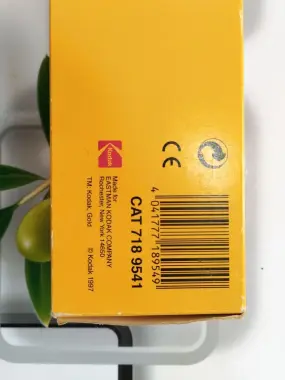 Kodak
Made for
EASTMAN KODAK COMPANY
Rochester, New York 14650
CAT 718 9541
TM: Kodak, Gold
© Kodak 1997
CE
4 041777 189549